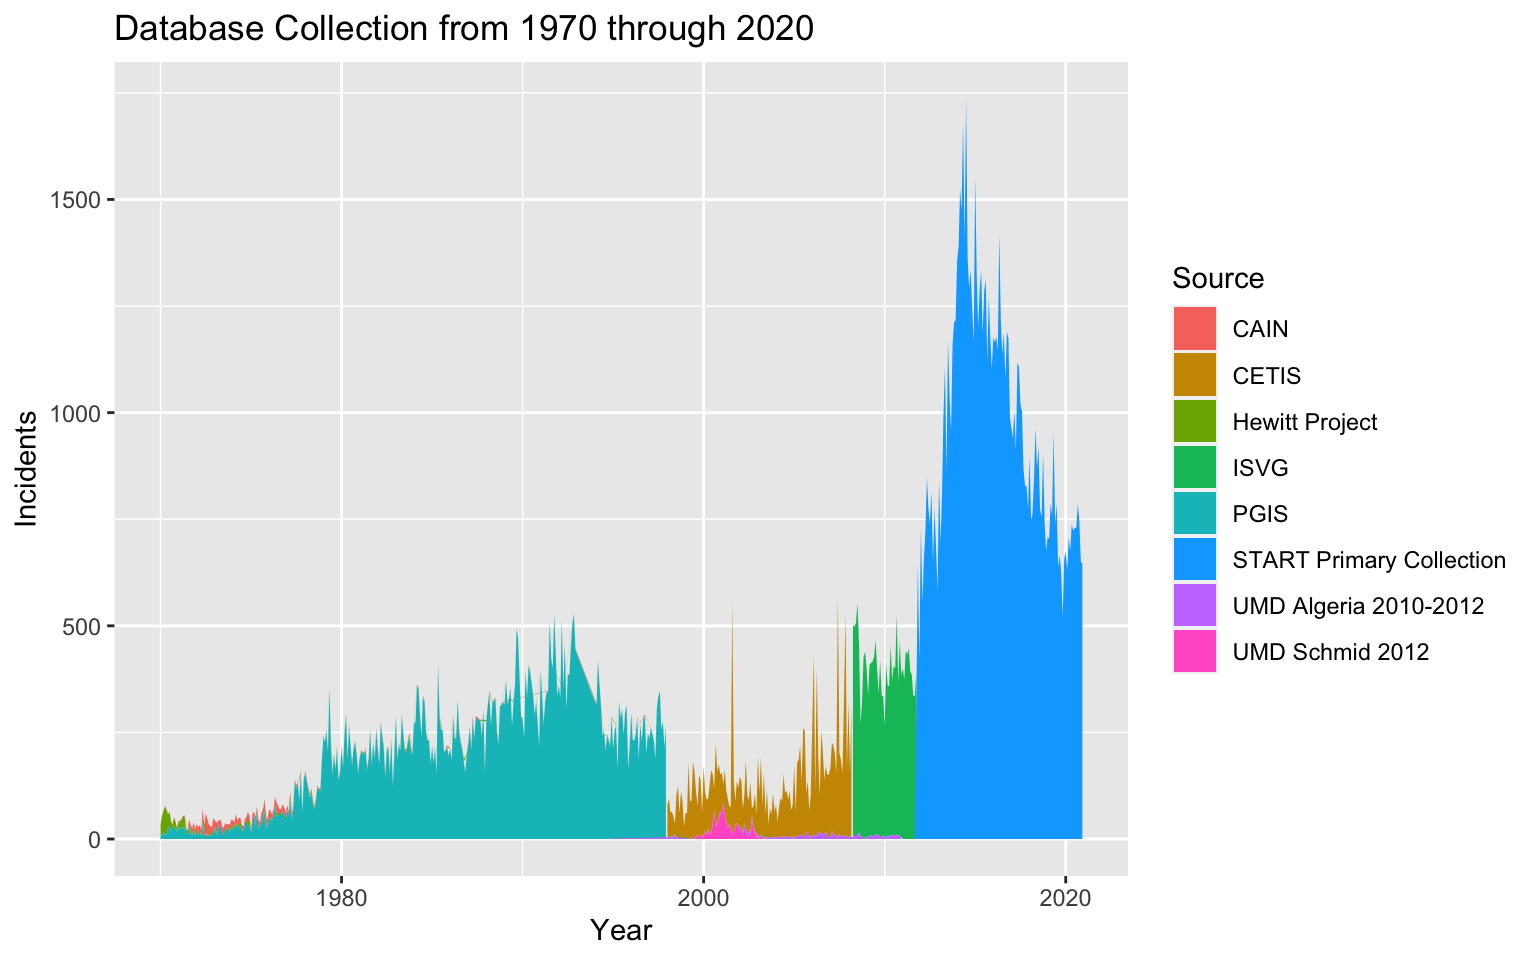 Database Collection from 1970 through 2020
1500
1000
500
0
Incidents
1980
2000
2020
Year
Source
CAIN
CETIS
Hewitt Project
ISVG
PGIS
START Primary Collection
UMD Algeria 2010-2012
UMD Schmid 2012